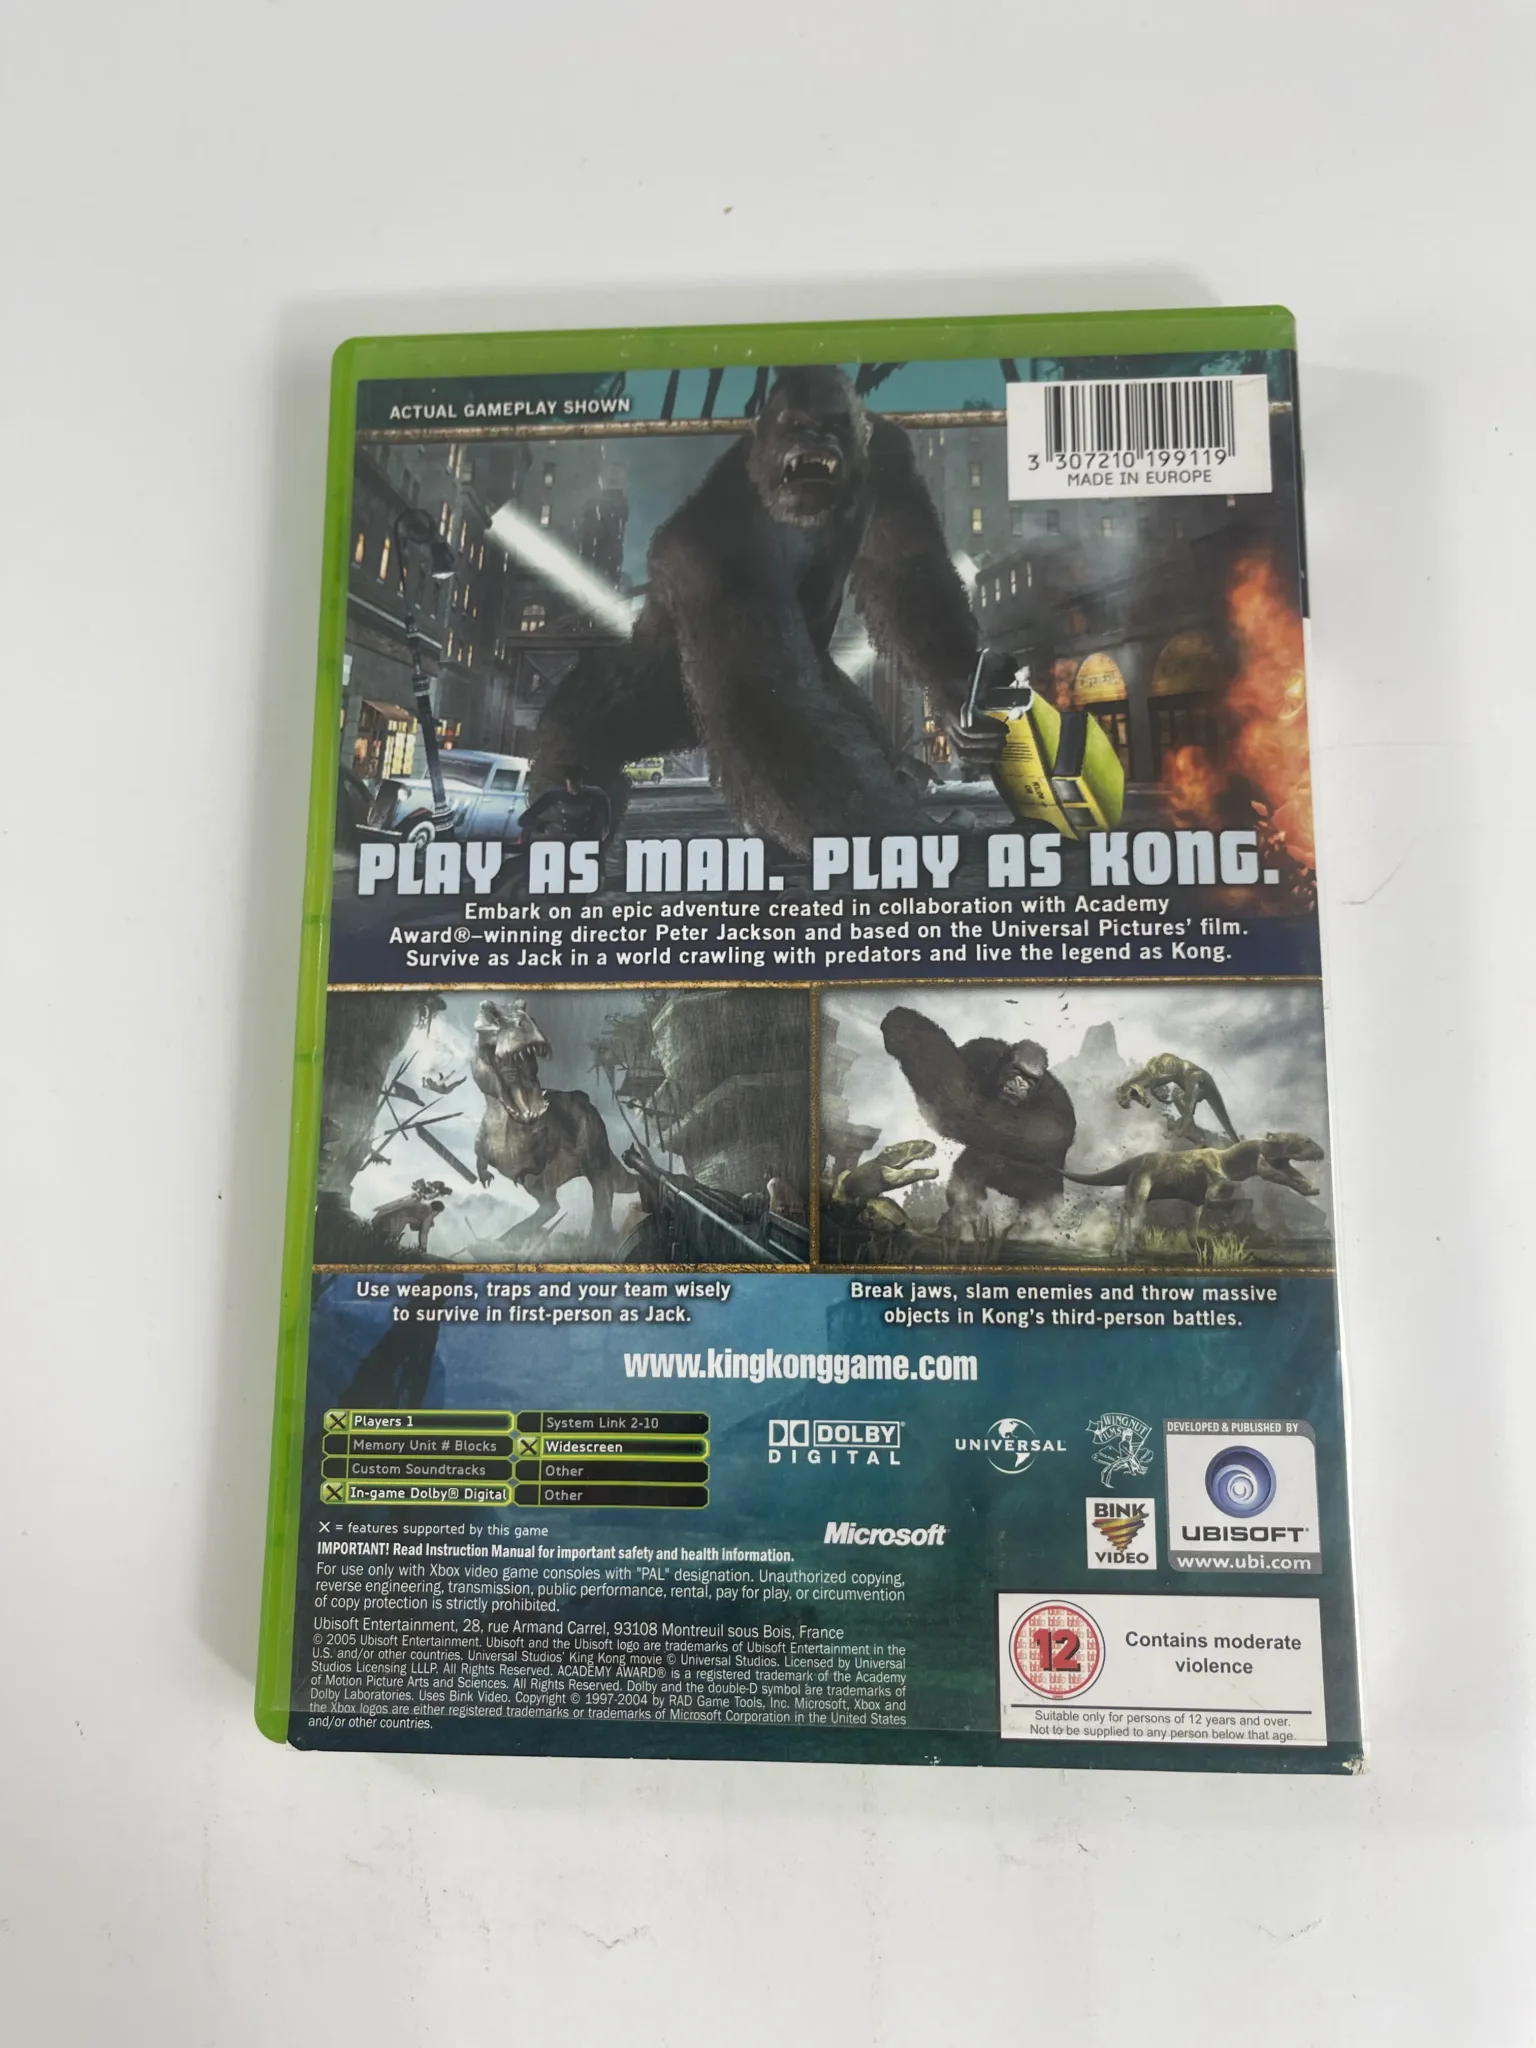 ACTUAL GAMEPLAY SHOWN
3 307210 199119
MADE IN EUROPE
PLAY AS MAN. PLAY AS KONG.
Embark on an epic adventure created in collaboration with Academy
Award®–winning director Peter Jackson and based on the Universal Pictures' film.
Survive as Jack in a world crawling with predators and live the legend as Kong.
Use weapons, traps and your team wisely
to survive in first-person as Jack.
Break jaws, slam enemies and throw massive
objects in Kong's third-person battles.
www.kingkonggame.com
X Players 1
System Link 2-10
Memory Unit # Blocks
X Widescreen
Custom Soundtracks
Other
X In-game Dolby® Digital
Other
X = features supported by this game
DOLBY®
DIGITAL
UNIVERSAL
WINGNUT
FILMS
DEVELOPED & PUBLISHED BY
UBISOFT
www.ubi.com
Microsoft
BINK
VIDEO
IMPORTANT! Read Instruction Manual for important safety and health information.
For use only with Xbox video game consoles with "PAL" designation. Unauthorized copying,
reverse engineering, transmission, public performance, rental, pay for play, or circumvention
of copy protection is strictly prohibited.
Ubisoft Entertainment, 28, rue Armand Carrel, 93108 Montreuil sous Bois, France
© 2005 Ubisoft Entertainment. Ubisoft and the Ubisoft logo are trademarks of Ubisoft Entertainment in the
U.S. and/or other countries. Universal Studios' King Kong movie © Universal Studios. Licensed by Universal
Studios Licensing LLLP. All Rights Reserved. ACADEMY AWARD® is a registered trademark of the Academy
of Motion Picture Arts and Sciences. All Rights Reserved. Dolby and the double-D symbol are trademarks of
Dolby Laboratories. Uses Bink Video. Copyright © 1997-2004 by RAD Game Tools, Inc. Microsoft, Xbox and
the Xbox logos are either registered trademarks or trademarks of Microsoft Corporation in the United States
and/or other countries.
12
Contains moderate
violence
Suitable only for persons of 12 years and over.
Not to be supplied to any person below that age.